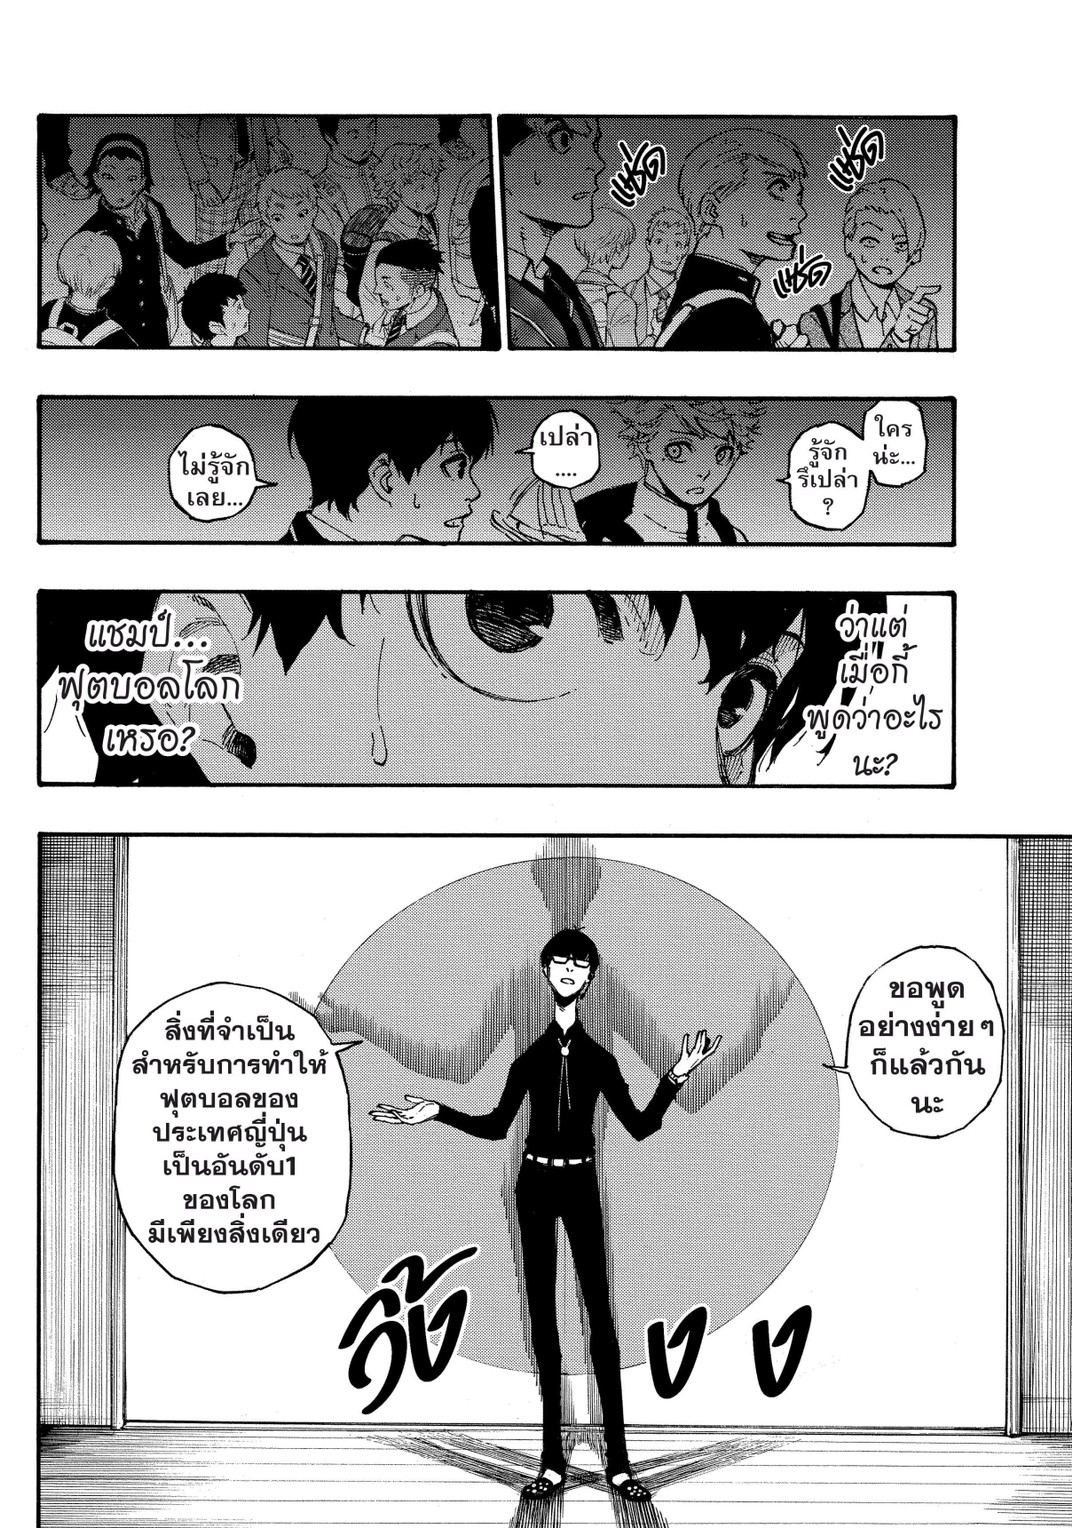 แซ่ด
แซ่ด
แซ่ด
ใคร
น่ะ...
รู้จัก
รึเปล่า
?
เปล่า
....
ไม่รู้จัก
เลย...
ว่าแต่
เมื่อกี้
พูดว่าอะไร
นะ?
แชมป์...
ฟุตบอลโลก
เหรอ?
ขอพูด
อย่างง่ายๆ
ก็แล้วกัน
นะ
สิ่งที่จำเป็น
สำหรับการทำให้
ฟุตบอลของ
ประเทศญี่ปุ่น
เป็นอันดับ1
ของโลก
มีเพียงสิ่งเดียว
วิ้ง
ง
ง